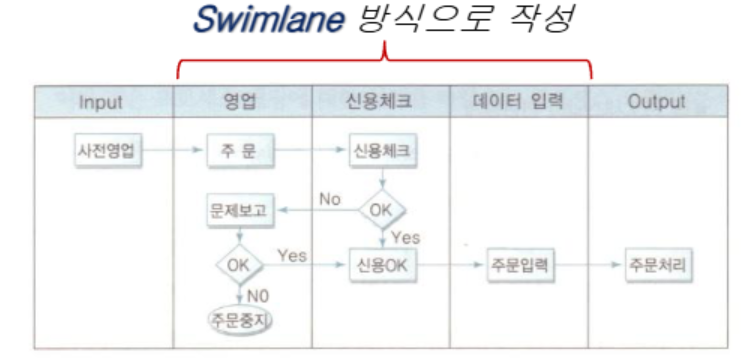 Swimlane 방식으로 작성
Input 영업 신용체크 데이터 입력 Output
사전영업 주 문 신용체크
문제보고 No OK
Yes
OK Yes 신용OK 주문입력 주문처리
N0
주문중지